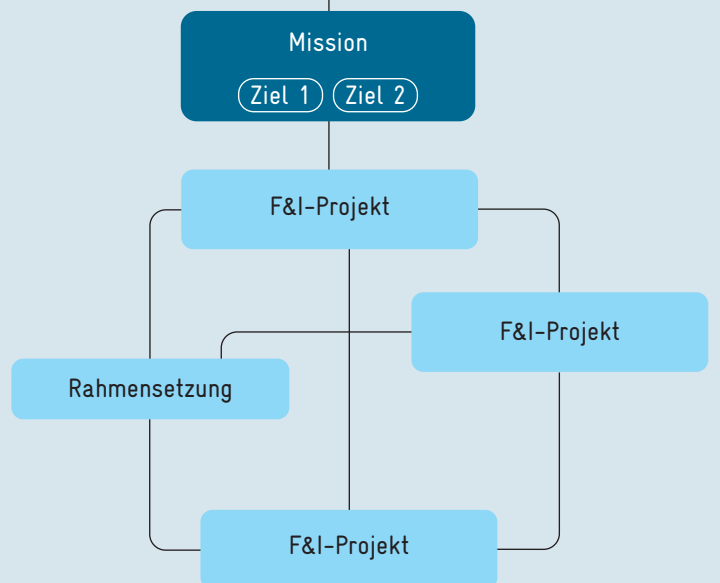 Mission
Ziel 1 Ziel 2
F&I-Projekt
F&I-Projekt
Rahmensetzung
F&I-Projekt